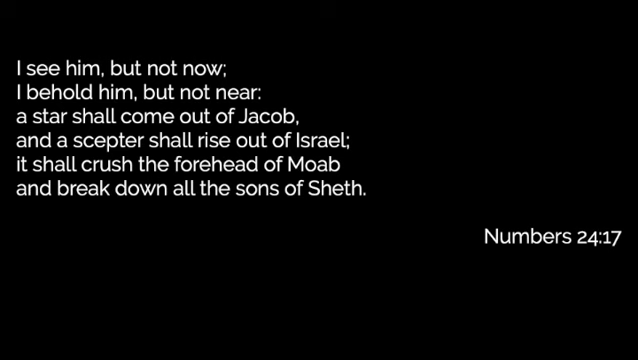 I see him, but not now;
I behold him, but not near:
a star shall come out of Jacob,
and a scepter shall rise out of Israel;
it shall crush the forehead of Moab
and break down all the sons of Sheth.
Numbers 24:17